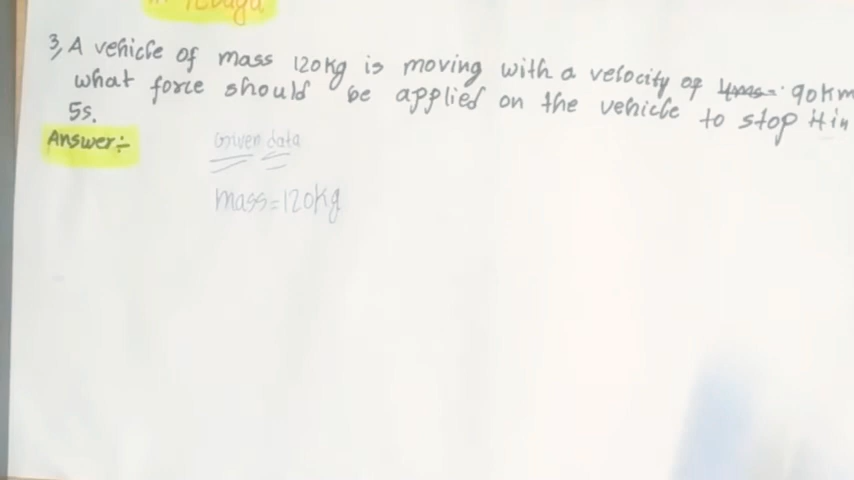 3, A vehicle of mass 120kg is moving with a velocity of 90km
what force should be applied on the vehicle to stop it in
5s.
Answer:-
Given data
mass=120kg